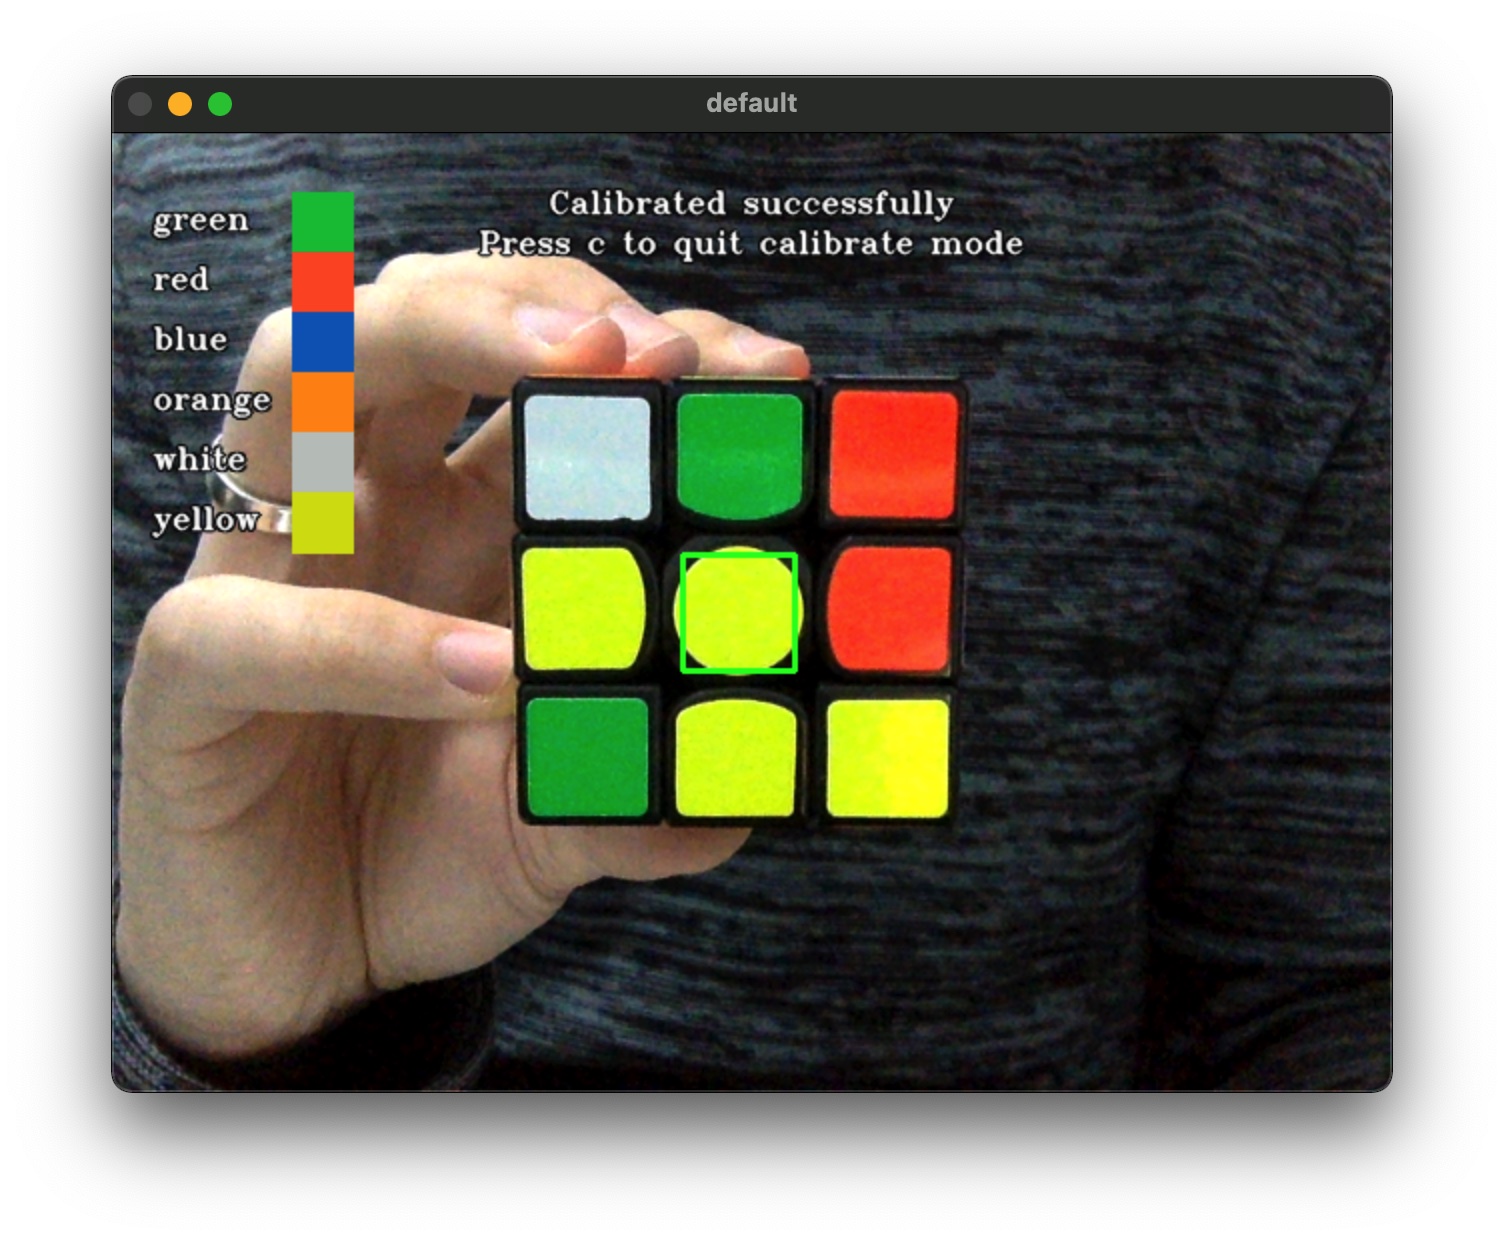 default
Calibrated successfully
Press c to quit calibrate mode
green
red
blue
orange
white
yellow